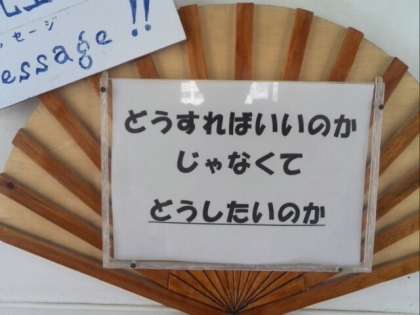 セージ
essage!!
どうすればいいのか
じゃなくて
どうしたいのか